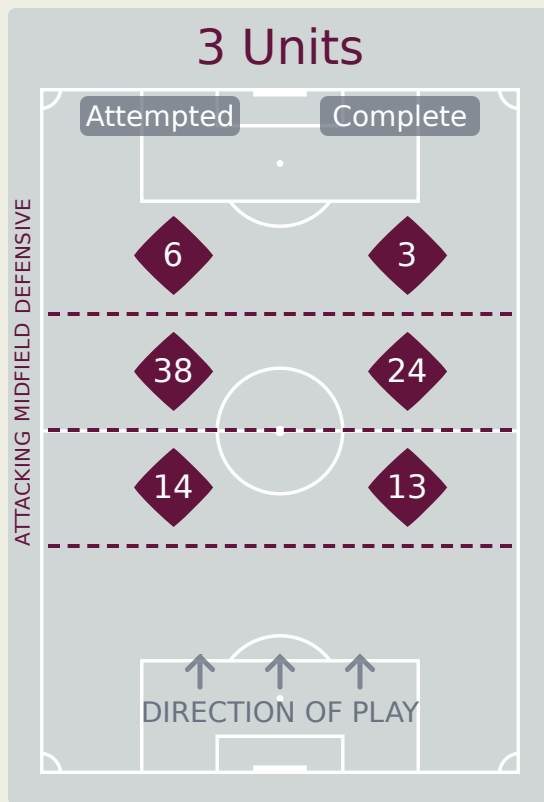 3 Units
Attempted Complete
ATTACKING MIDFIELD DEFENSIVE
6 3
38 24
14 13
DIRECTION OF PLAY